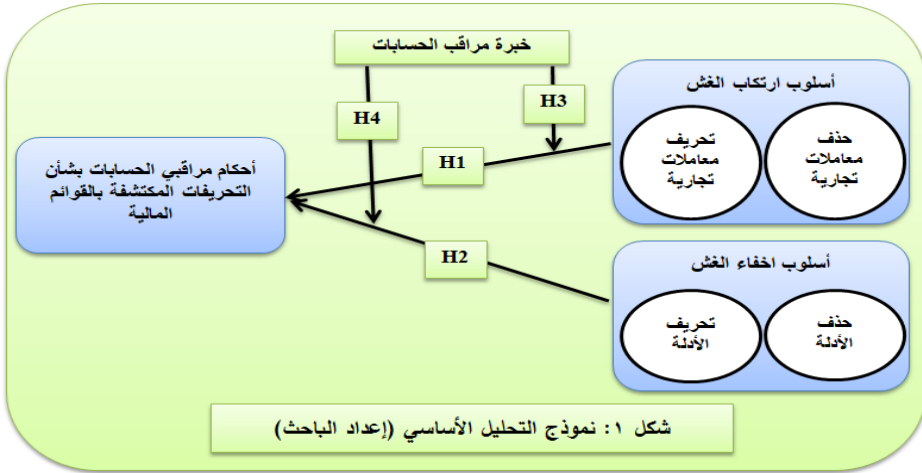 خبرة مراقب الحسابات
H3
H4
أسلوب ارتكاب الغش
حذف
معاملات
تجارية
تحريف
معاملات
تجارية
H1
أحكام مراقبي الحسابات بشأن
التحريفات المكتشفة بالقوائم
المالية
H2
أسلوب اخفاء الغش
حذف
الأدلة
تحريف
الأدلة
شكل ١: نموذج التحليل الأساسي (إعداد الباحث)